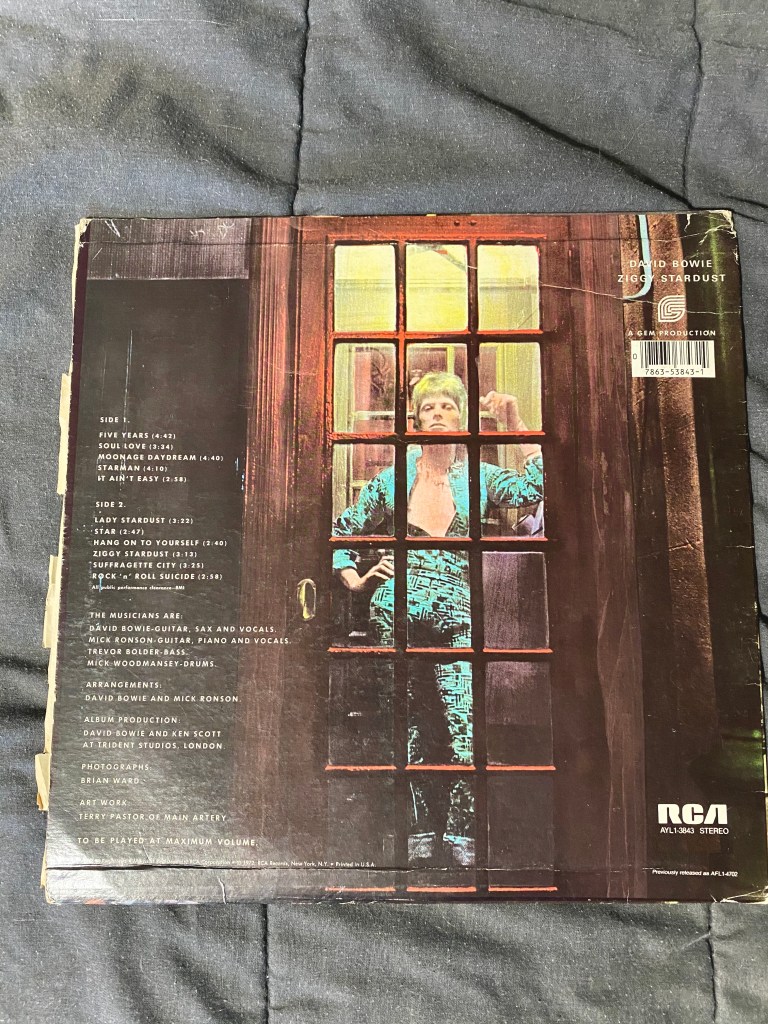 DAVID BOWIE
ZIGGY STARDUST
A GEM PRODUCTION
0
7863-53843-1
SIDE 1.
FIVE YEARS (4:42)
SOUL LOVE (3:34)
MOONAGE DAYDREAM (4:40)
STARMAN (4:10)
IT AIN'T EASY (2:58)
SIDE 2.
LADY STARDUST (3:22)
STAR (2:47)
HANG ON TO YOURSELF (2:40)
ZIGGY STARDUST (3:13)
SUFFRAGETTE CITY (3:25)
ROCK 'n' ROLL SUICIDE (2:58)
All public performance clearance—BMI
THE MUSICIANS ARE:
DAVID BOWIE-GUITAR, SAX AND VOCALS.
MICK RONSON-GUITAR, PIANO AND VOCALS.
TREVOR BOLDER-BASS.
MICK WOODMANSEY-DRUMS.
ARRANGEMENTS:
DAVID BOWIE AND MICK RONSON.
ALBUM PRODUCTION:
DAVID BOWIE AND KEN SCOTT
AT TRIDENT STUDIOS, LONDON.
PHOTOGRAPHS:
BRIAN WARD.
ART WORK:
TERRY PASTOR OF MAIN ARTERY.
TO BE PLAYED AT MAXIMUM VOLUME.
1972, RCA Records, New York, N.Y. • Printed in U.S.A.
RCA
AYL1-3843 STEREO
Previously released as AFL1-4702